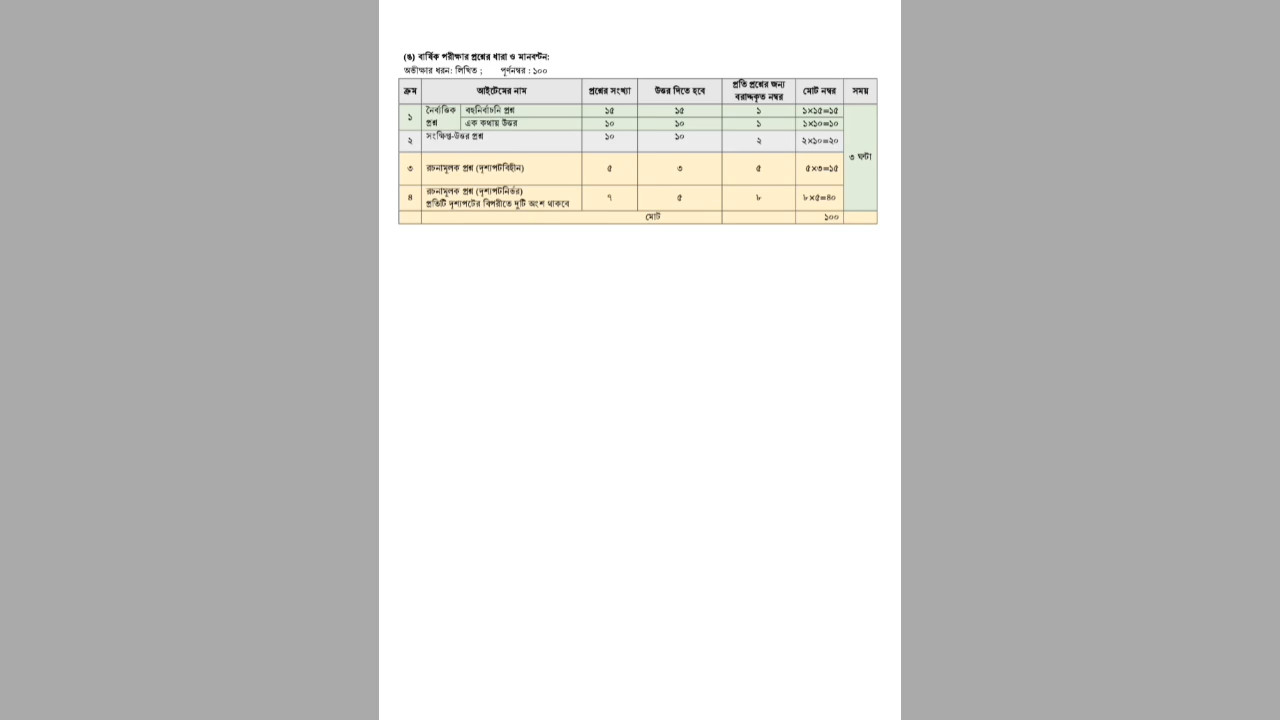 (ঙ) বার্ষিক পরীক্ষার প্রশ্নের ধারা ও মানবণ্টন:
অভীক্ষার ধরন: লিখিত ; পূর্ণনম্বর : ১০০
ক্রম আইটেমের নাম প্রশ্নের সংখ্যা উত্তর দিতে হবে প্রতি প্রশ্নের জন্য বরাদ্দকৃত নম্বর মোট নম্বর সময়
১ নৈর্ব্যক্তিক প্রশ্ন বহুনির্বাচনি প্রশ্ন ১৫ ১৫ ১ ১×১৫=১৫ ৩ ঘন্টা
এক কথায় উত্তর ১০ ১০ ১ ১×১০=১০
২ সংক্ষিপ্ত-উত্তর প্রশ্ন ১০ ১০ ২ ২×১০=২০
৩ রচনামূলক প্রশ্ন (দৃশ্যপটবিহীন) ৫ ৩ ৫ ৫×৩=১৫
৪ রচনামূলক প্রশ্ন (দৃশ্যপটনির্ভর) ৭ ৫ ৮ ৮×৫=৪০
প্রতিটি দৃশ্যপটের বিপরীতে দুটি অংশ থাকবে
মোট ১০০